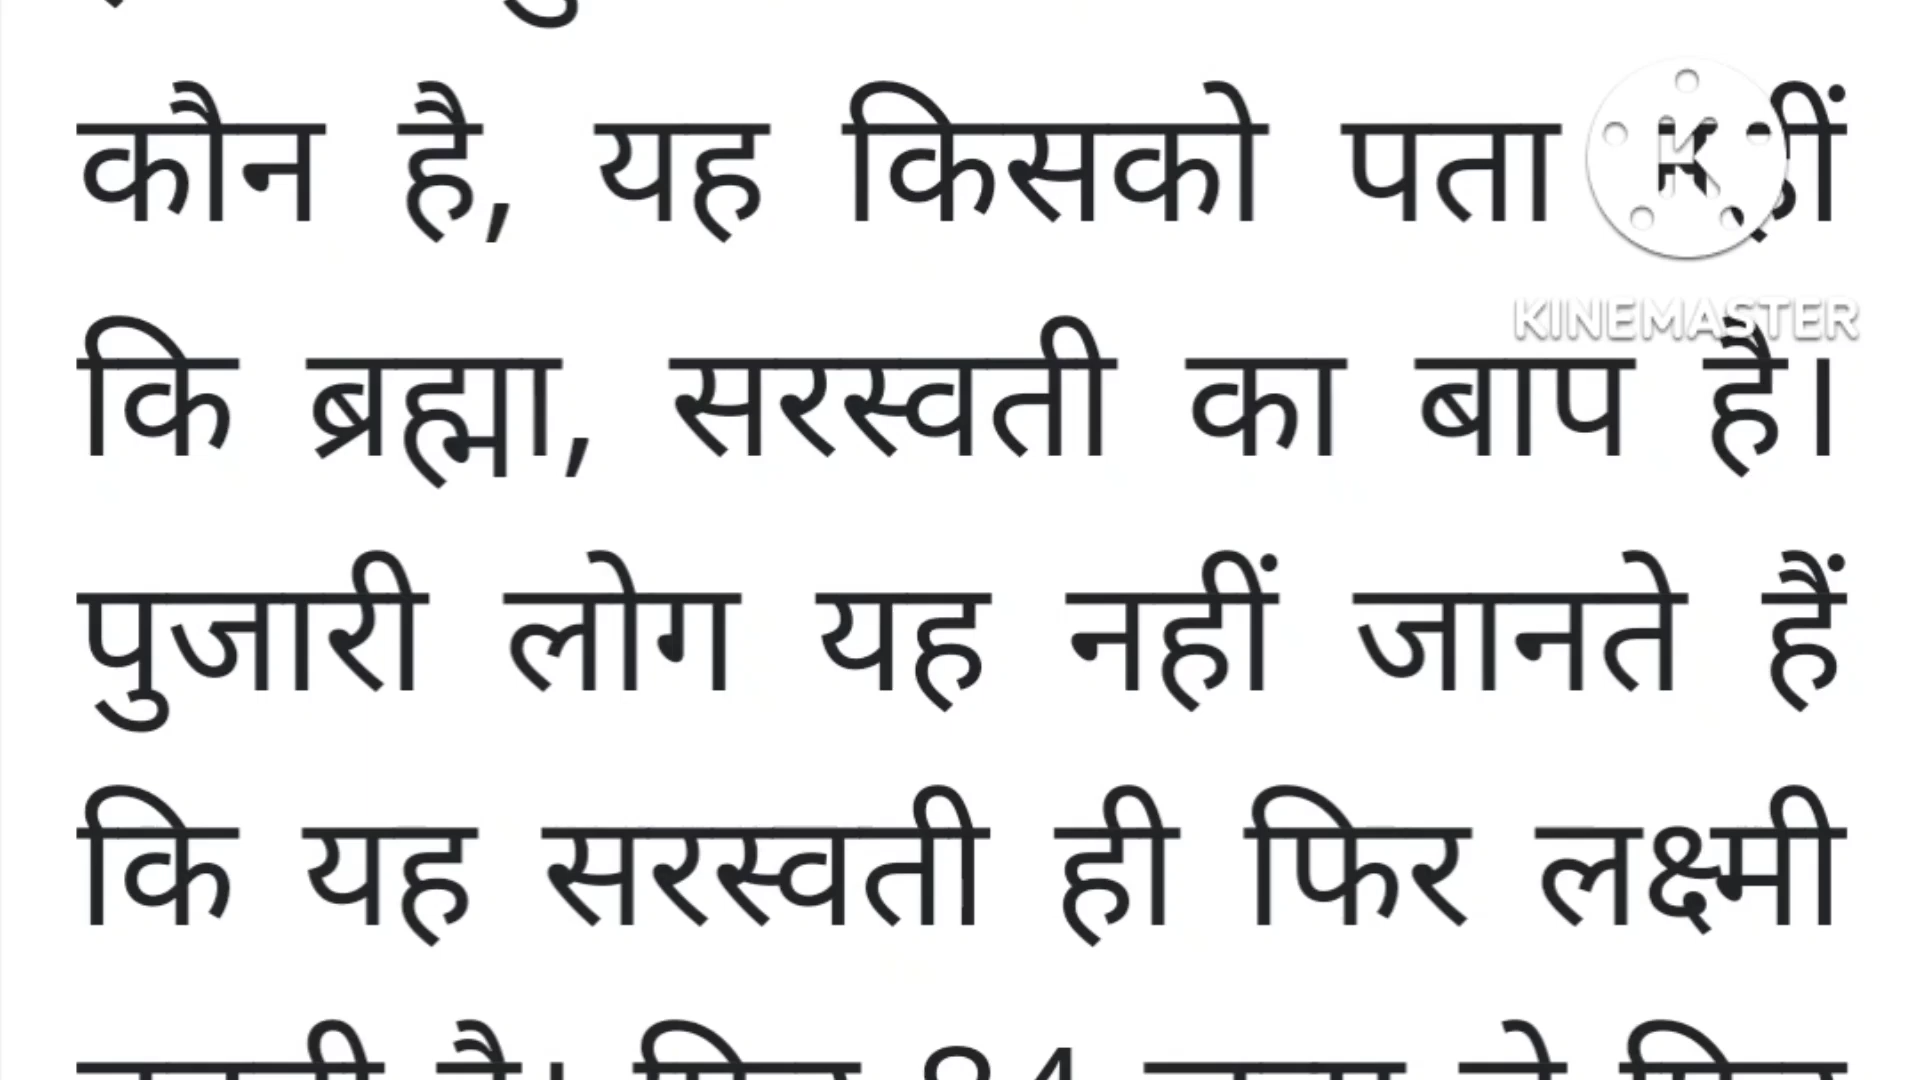 कौन है, यह किसको पता
KINEMASTER
कि ब्रह्मा, सरस्वती का बाप है।
पुजारी लोग यह नहीं जानते हैं
कि यह सरस्वती ही फिर लक्ष्मी